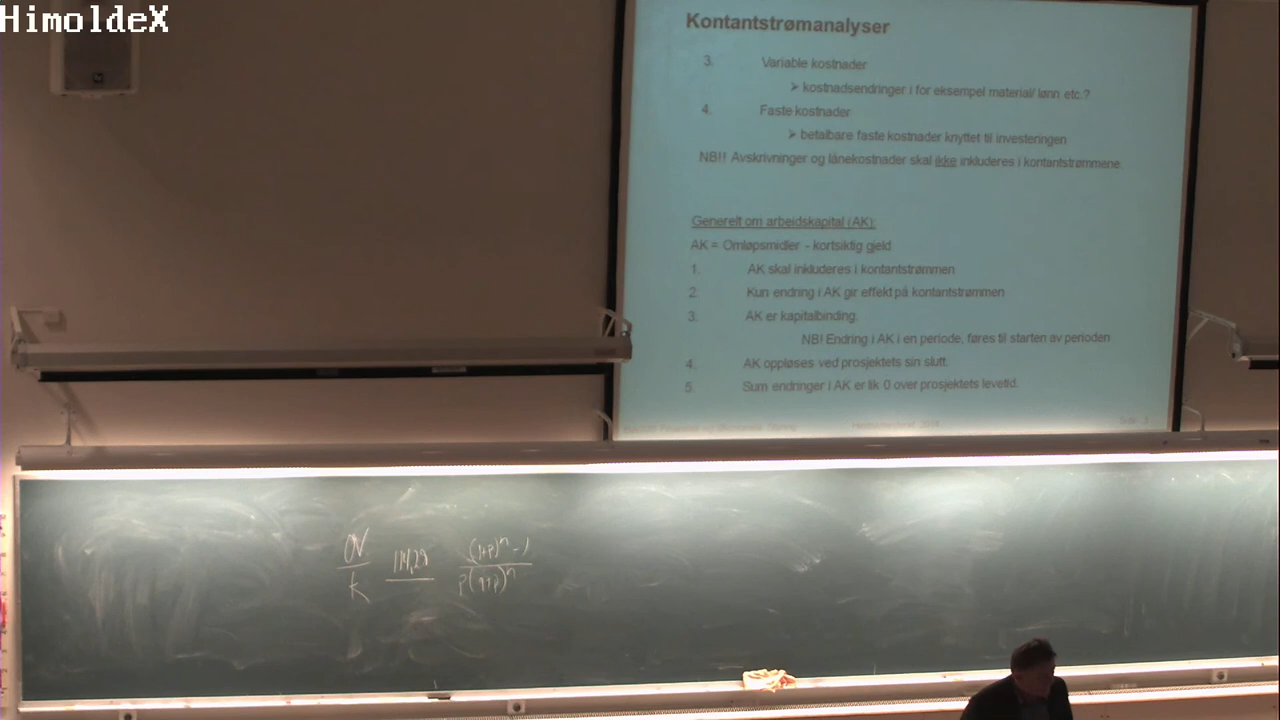 HimoldeX
Kontantstrømanalyser
3. Variable kostnader
➢ kostnadsendringer i for eksempel material/ lønn etc.?
4. Faste kostnader
➢ betalbare faste kostnader knyttet til investeringen
NB!! Avskrivninger og lånekostnader skal ikke inkluderes i kontantstrømmene.
Generelt om arbeidskapital (AK):
AK = Omløpsmidler - kortsiktig gjeld
1. AK skal inkluderes i kontantstrømmen
2. Kun endring i AK gir effekt på kontantstrømmen
3. AK er kapitalbinding.
NB! Endring i AK i en periode, føres til starten av perioden
4. AK oppløses ved prosjektets sin slutt.
5. Sum endringer i AK er lik 0 over prosjektets levetid.
(1+p)^n - 1
k